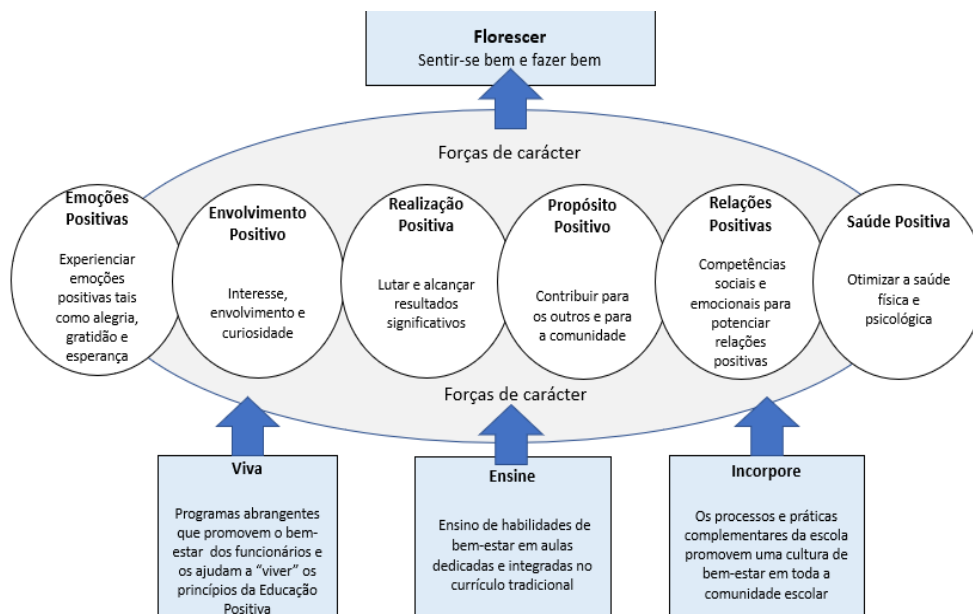 Florescer
Sentir-se bem e fazer bem
Forças de carácter
Emoções
Positivas
Experienciar
emoções
positivas tais
como alegria,
gratidão e
esperança
Envolvimento
Positivo
Interesse,
envolvimento e
curiosidade
Realização
Positiva
Lutar e alcançar
resultados
significativos
Propósito
Positivo
Contribuir para
os outros e para
a comunidade
Relações
Positivas
Competências
sociais e
emocionais para
potenciar
relações
positivas
Saúde Positiva
Otimizar a saúde
física e
psicológica
Forças de carácter
Viva
Programas abrangentes
que promovem o bem-
estar dos funcionários e
os ajudam a “viver” os
princípios da Educação
Positiva
Ensine
Ensino de habilidades de
bem-estar em aulas
dedicadas e integradas no
currículo tradicional
Incorpore
Os processos e práticas
complementares da escola
promovem uma cultura de
bem-estar em toda a
comunidade escolar